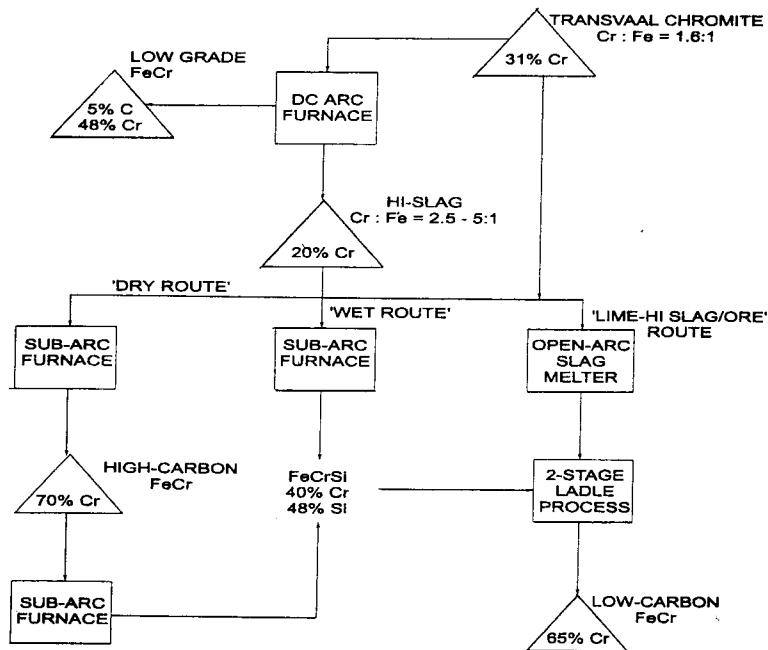 TRANSVAAL CHROMITE
Cr : Fe = 1.6:1
31% Cr
LOW GRADE
FeCr
5% C
48% Cr
DC ARC
FURNACE
HI-SLAG
Cr : Fe = 2.5 - 5:1
20% Cr
'DRY ROUTE'
'WET ROUTE'
'LIME-HI SLAG/ORE'
ROUTE
SUB-ARC
FURNACE
SUB-ARC
FURNACE
OPEN-ARC
SLAG
MELTER
HIGH-CARBON
FeCr
70% Cr
FeCrSi
40% Cr
48% Si
2-STAGE
LADLE
PROCESS
SUB-ARC
FURNACE
LOW-CARBON
FeCr
65% Cr